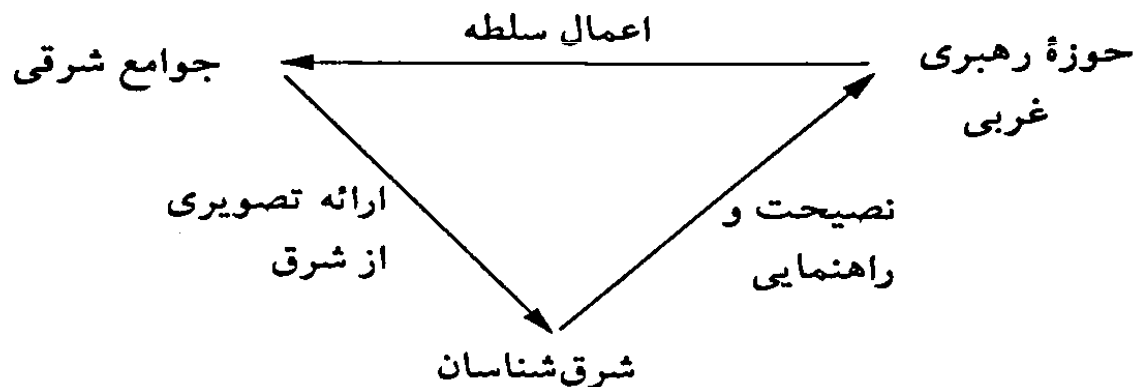 اعمال سلطه
حوزهٔ رهبری
غربی
جوامع شرقی
نصیحت و
راهنمایی
ارائه تصویری
از شرق
شرق‌شناسان